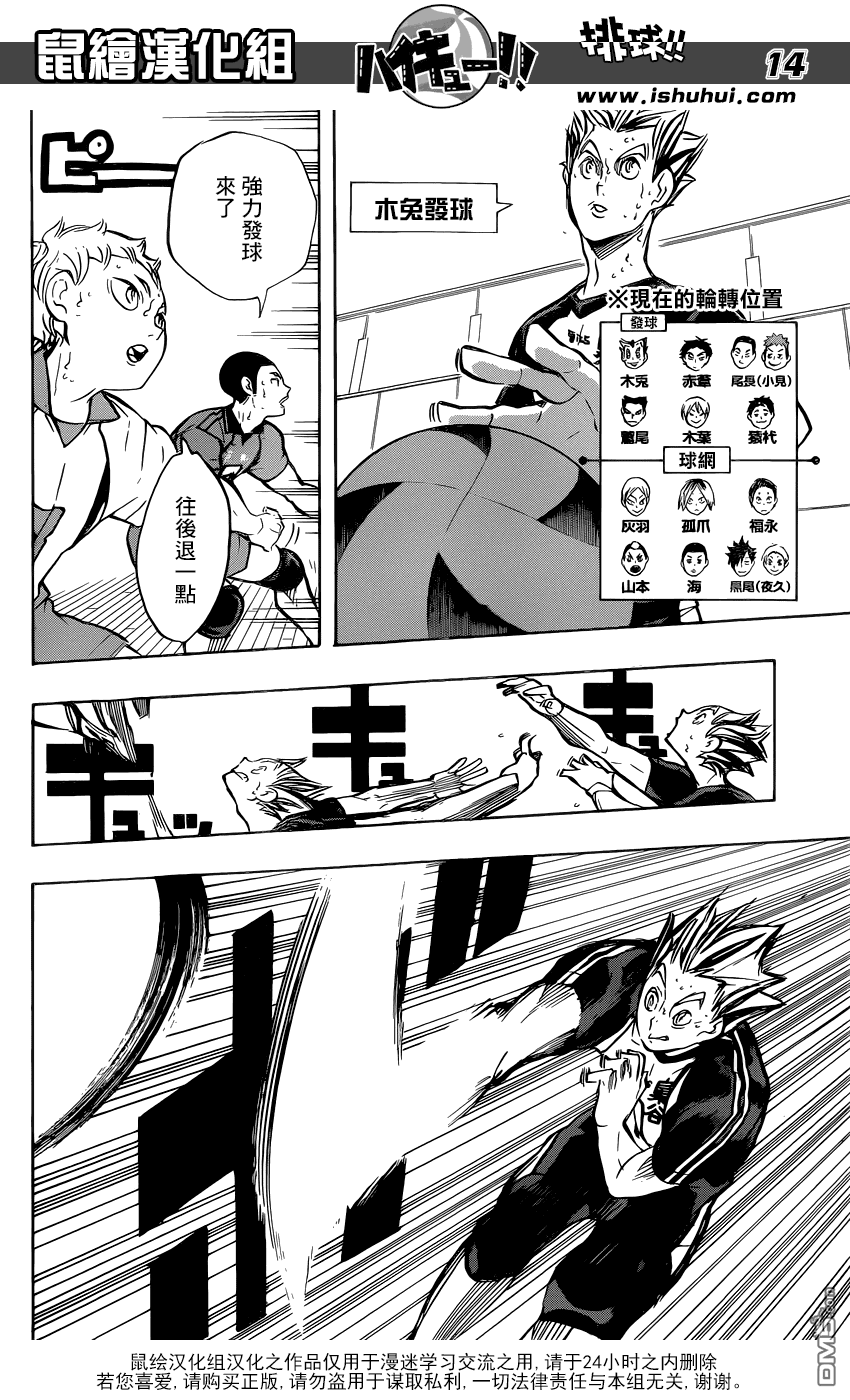 鼠繪漢化組
ハイキュー!!
排球!!
14
www.ishuhui.com
木兔發球
※現在的輪轉位置
發球
木兎 赤葦 尾長(小見)
鷲尾 木葉 猿杙
球網
灰羽 孤爪 福永
山本 海 黒尾(夜久)
ピー
強力發球
來了
往後退一點
キュ
キュ
キュッ
鼠绘汉化组汉化之作品仅用于漫迷学习交流之用, 请于24小时之内删除
若您喜爱, 请购买正版, 请勿盗用于谋取私利, 一切法律责任与本组无关, 谢谢。